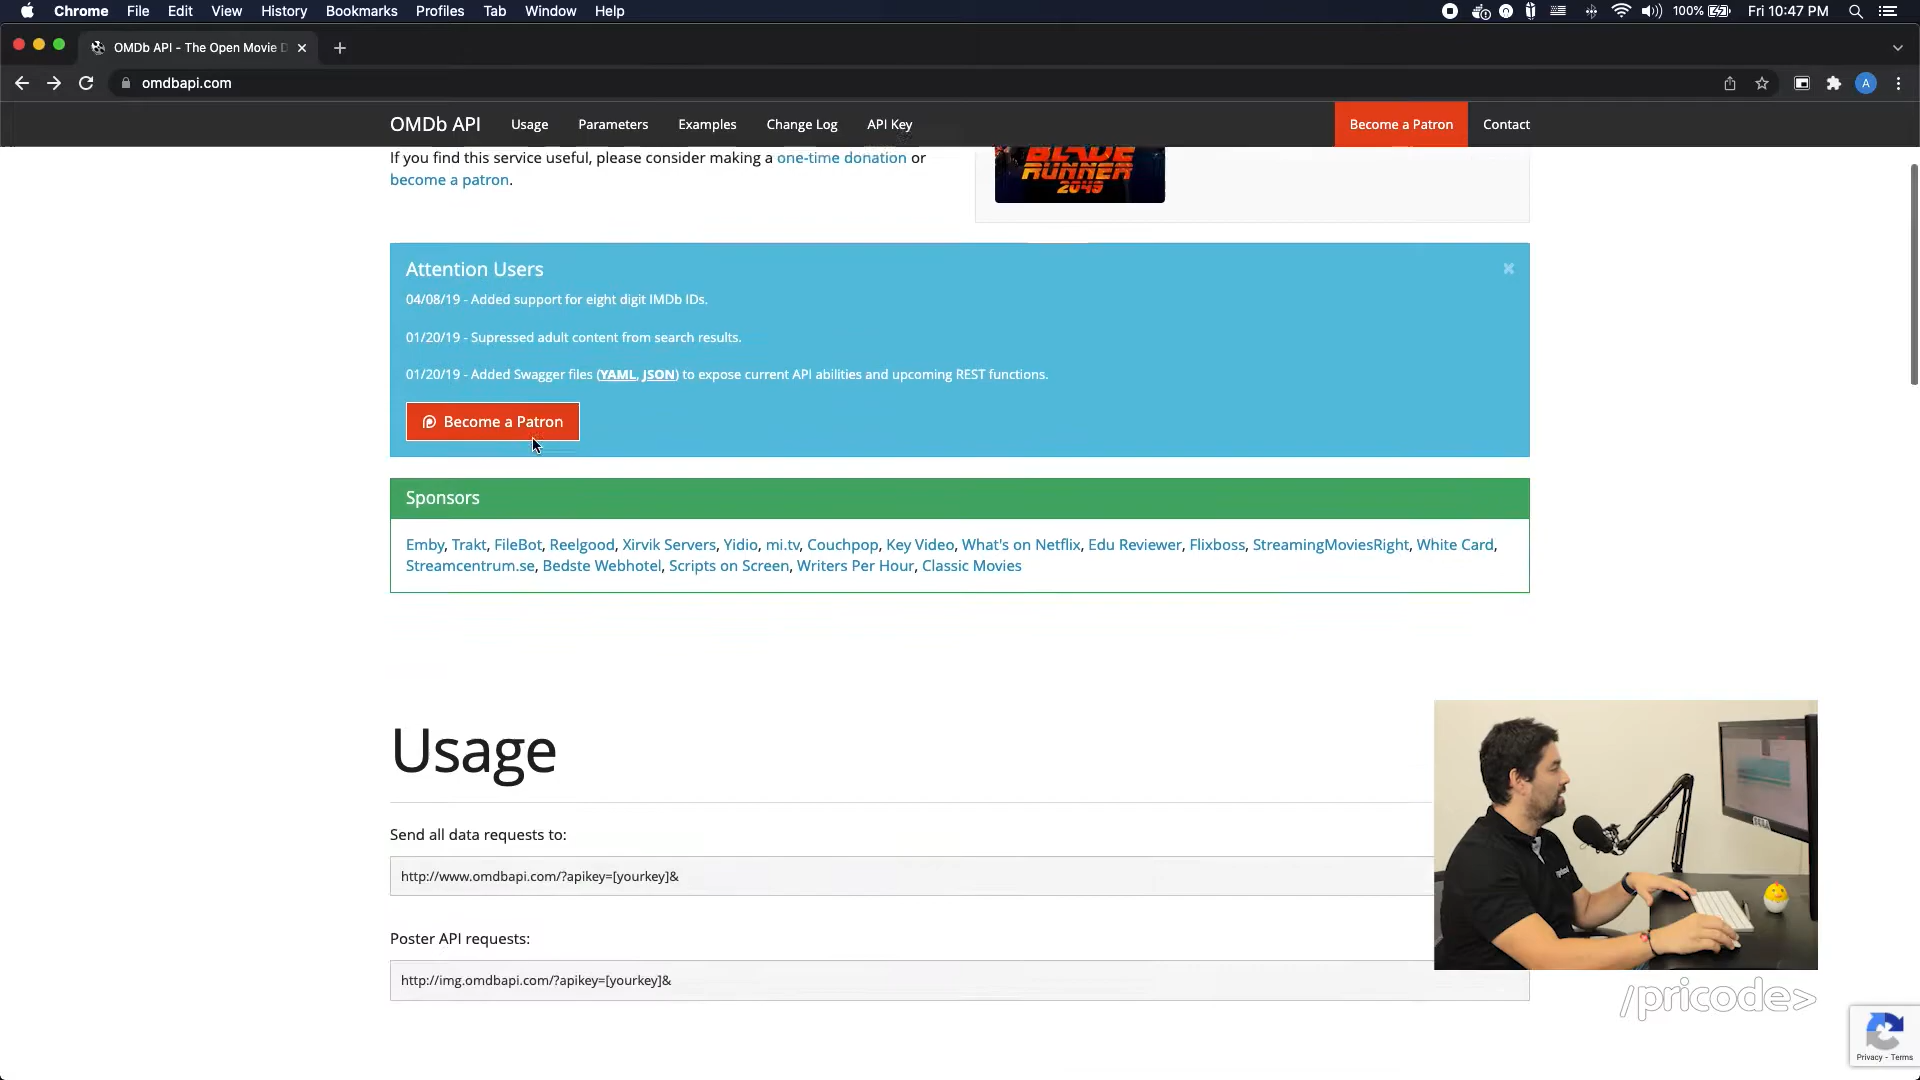 Chrome File Edit View History Bookmarks Profiles Tab Window Help 100% Fri 10:47 PM
OMDb API - The Open Movie D
omdbapi.com
A
OMDb API Usage Parameters Examples Change Log API Key Become a Patron Contact
If you find this service useful, please consider making a one-time donation or
become a patron.
BLADE
RUNNER
2049
Attention Users
04/08/19 - Added support for eight digit IMDb IDs.
01/20/19 - Supressed adult content from search results.
01/20/19 - Added Swagger files (YAML, JSON) to expose current API abilities and upcoming REST functions.
Become a Patron
Sponsors
Emby, Trakt, FileBot, Reelgood, Xirvik Servers, Yidio, mi.tv, Couchpop, Key Video, What's on Netflix, Edu Reviewer, Flixboss, StreamingMoviesRight, White Card,
Streamcentrum.se, Bedste Webhotel, Scripts on Screen, Writers Per Hour, Classic Movies
Usage
Send all data requests to:
http://www.omdbapi.com/?apikey=[yourkey]&
Poster API requests:
http://img.omdbapi.com/?apikey=[yourkey]&
/pricode>
Privacy - Terms